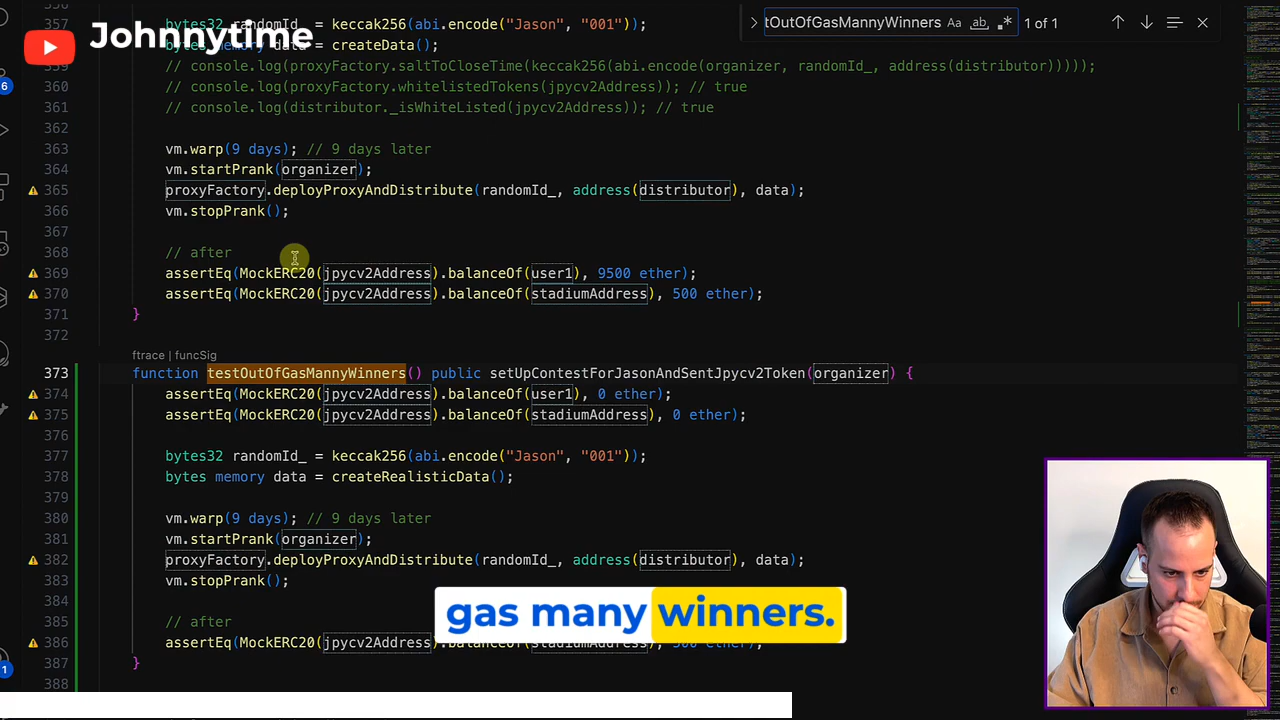 Johnnytime
tOutOfGasMannyWinners Aa ab 1 of 1
357 bytes32 randomId_ = keccak256(abi.encode("Jason", "001"));
bytes memory data = createData();
359 // console.log(proxyFactory.saltToCloseTime(keccak256(abi.encode(organizer, randomId_, address(distributor)))));
360 // console.log(proxyFactory.whitelistedTokens(jpycv2Address)); // true
361 // console.log(distributor._isWhiteListed(jpycv2Address)); // true
362
363 vm.warp(9 days); // 9 days later
364 vm.startPrank(organizer);
365 proxyFactory.deployProxyAndDistribute(randomId_, address(distributor), data);
366 vm.stopPrank();
367
368 // after
369 assertEq(MockERC20(jpycv2Address).balanceOf(user1), 9500 ether);
370 assertEq(MockERC20(jpycv2Address).balanceOf(stadiumAddress), 500 ether);
371 }
372
ftrace | funcSig
373 function testOutOfGasMannyWinners() public setUpContestForJasonAndSentJpycv2Token(organizer) {
374 assertEq(MockERC20(jpycv2Address).balanceOf(user1), 0 ether);
375 assertEq(MockERC20(jpycv2Address).balanceOf(stadiumAddress), 0 ether);
376
377 bytes32 randomId_ = keccak256(abi.encode("Jason", "001"));
378 bytes memory data = createRealisticData();
379
380 vm.warp(9 days); // 9 days later
381 vm.startPrank(organizer);
382 proxyFactory.deployProxyAndDistribute(randomId_, address(distributor), data);
383 vm.stopPrank();
384
385 // after
386 assertEq(MockERC20(jpycv2Address).balanceOf(stadiumAddress), 500 ether);
387 }
388
gas many winners.
6
1